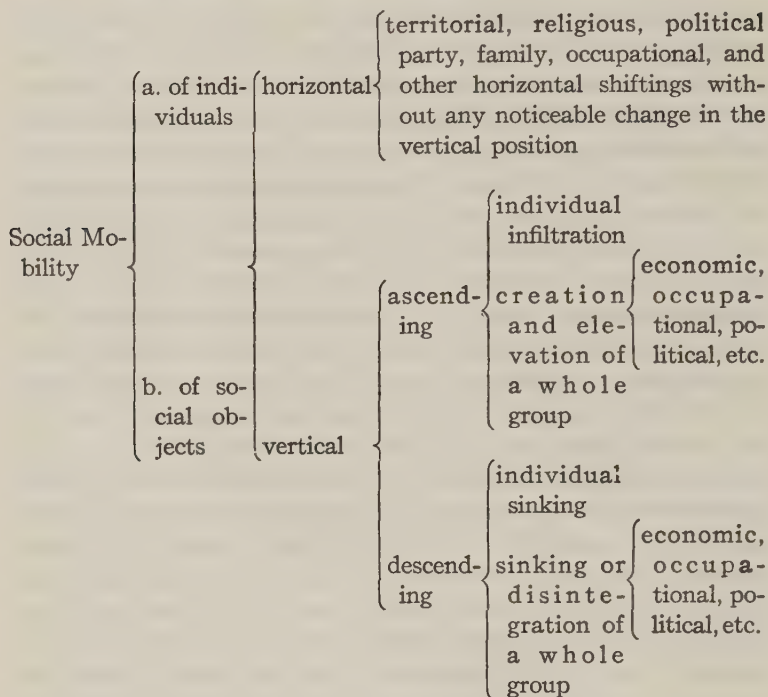 territorial, religious, political
party, family, occupational, and
other horizontal shiftings with-
out any noticeable change in the
vertical position
a. of indi-
viduals
horizontal
Social Mo-
bility
b. of so-
cial ob-
jects
vertical
ascend-
ing
individual
infiltration
creation
and ele-
vation of
a whole
group
economic,
occupa-
tional, po-
litical, etc.
descend-
ing
individual
sinking
sinking or
disinte-
gration of
a whole
group
economic,
occupa-
tional, po-
litical, etc.